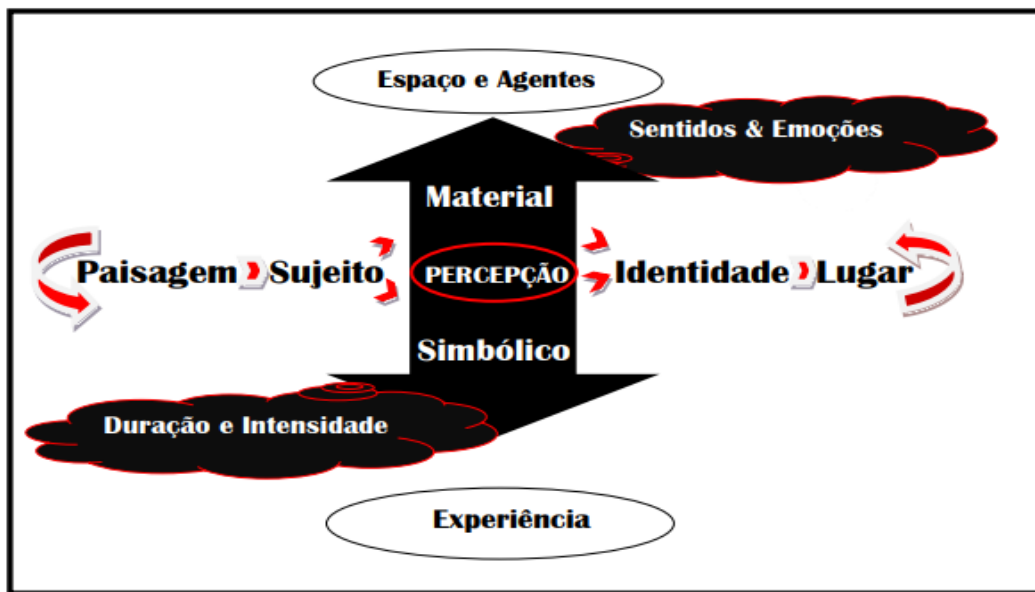 Espaço e Agentes
Sentidos & Emoções
Material
Paisagem Sujeito PERCEPÇÃO Identidade Lugar
Simbólico
Duração e Intensidade
Experiência